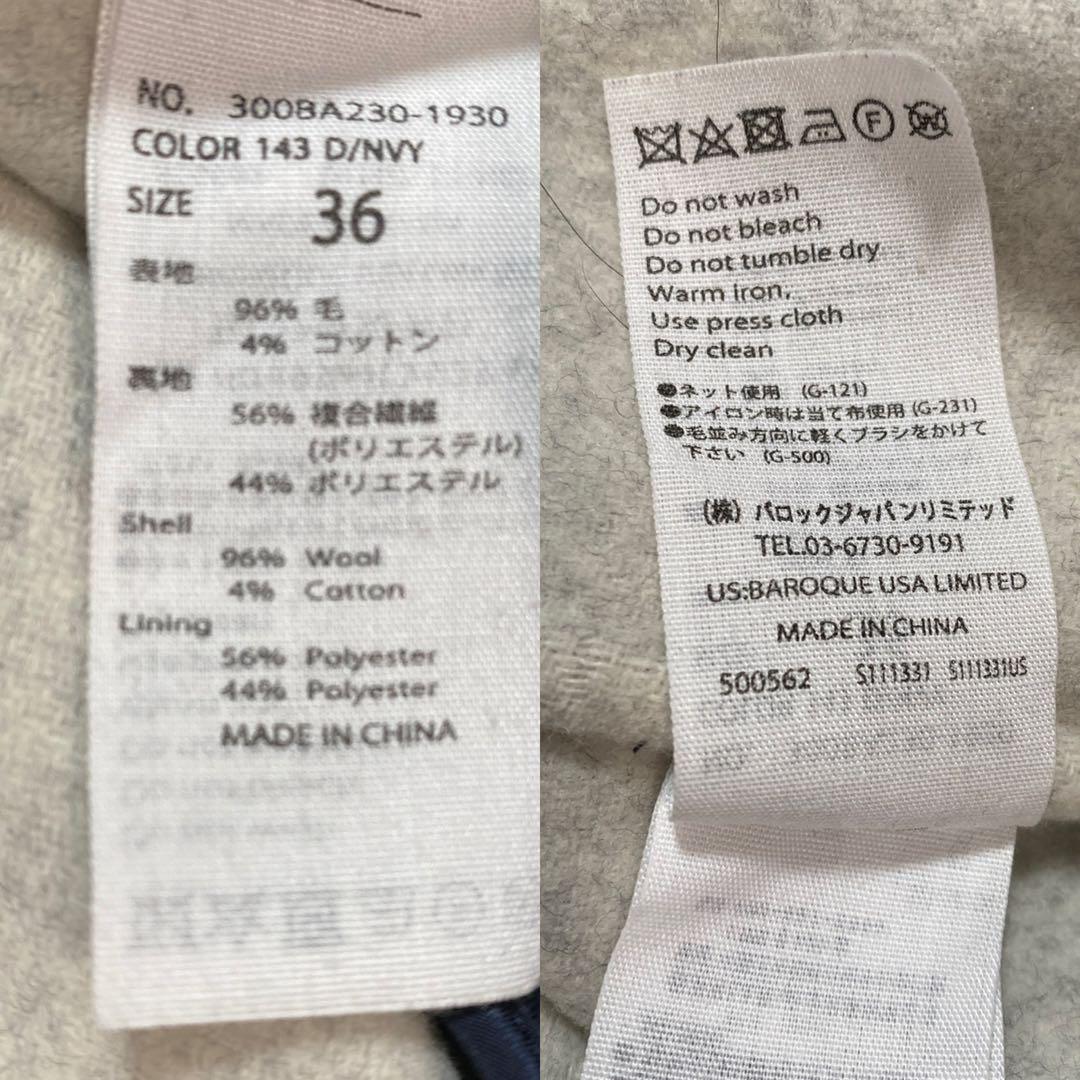 NO. 300BA230-1930
COLOR 143 D/NVY
SIZE 36
表地
96% 毛
4% コットン
裏地
56% 複合繊維
(ポリエステル)
44% ポリエステル
Shell
96% Wool
4% Cotton
Lining
56% Polyester
44% Polyester
MADE IN CHINA
F W
Do not wash
Do not bleach
Do not tumble dry
Warm iron,
Use press cloth
Dry clean
●ネット使用 (G-121)
●アイロン時は当て布使用 (G-231)
●毛並み方向に軽くブラシをかけて
下さい (G-500)
(株) バロックジャパンリミテッド
TEL.03-6730-9191
US:BAROQUE USA LIMITED
MADE IN CHINA
500562 S111331 S111331US